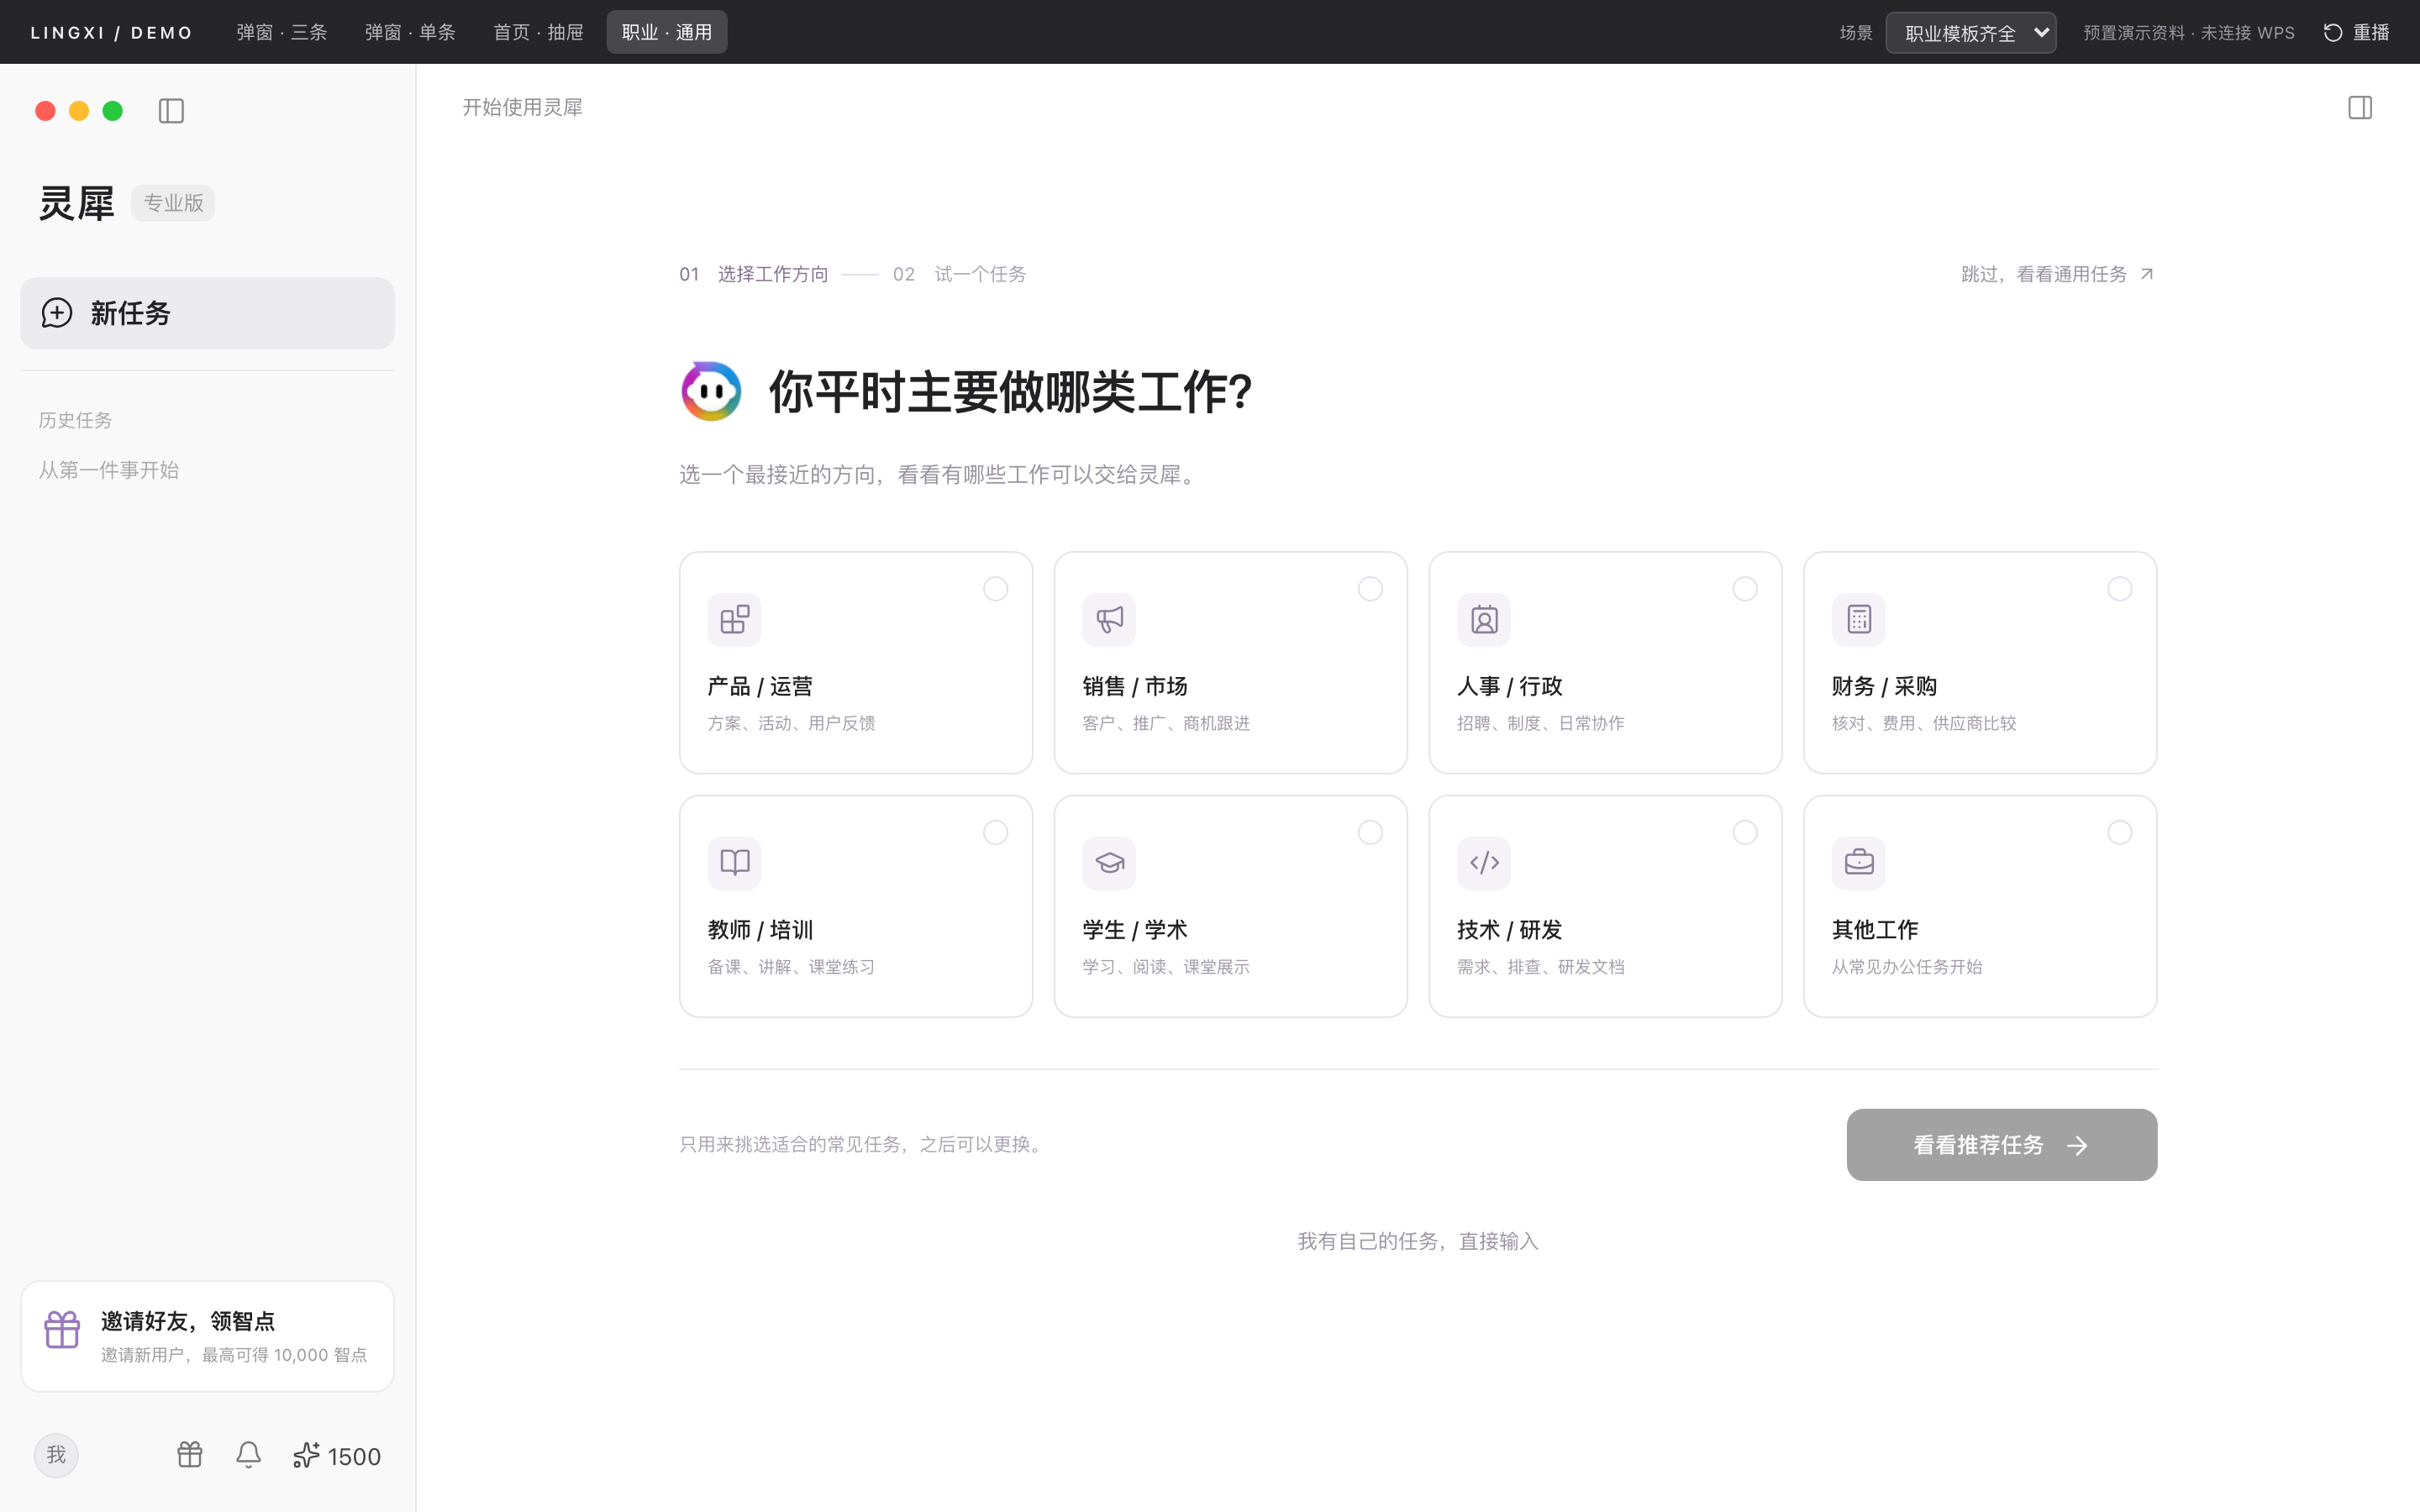 LINGXI / DEMO
弹窗 · 三条
弹窗 · 单条
首页 · 抽屉
职业 · 通用
场景
职业模板齐全
预置演示资料 · 未连接 WPS
重播
灵犀
专业版
新任务
历史任务
从第一件事开始
邀请好友，领智点
邀请新用户，最高可得 10,000 智点
我
1500
开始使用灵犀
01 选择工作方向
02 试一个任务
跳过，看看通用任务
你平时主要做哪类工作？
选一个最接近的方向，看看有哪些工作可以交给灵犀。
产品 / 运营
方案、活动、用户反馈
销售 / 市场
客户、推广、商机跟进
人事 / 行政
招聘、制度、日常协作
财务 / 采购
核对、费用、供应商比较
教师 / 培训
备课、讲解、课堂练习
学生 / 学术
学习、阅读、课堂展示
技术 / 研发
需求、排查、研发文档
其他工作
从常见办公任务开始
只用来挑选适合的常见任务，之后可以更换。
看看推荐任务
我有自己的任务，直接输入